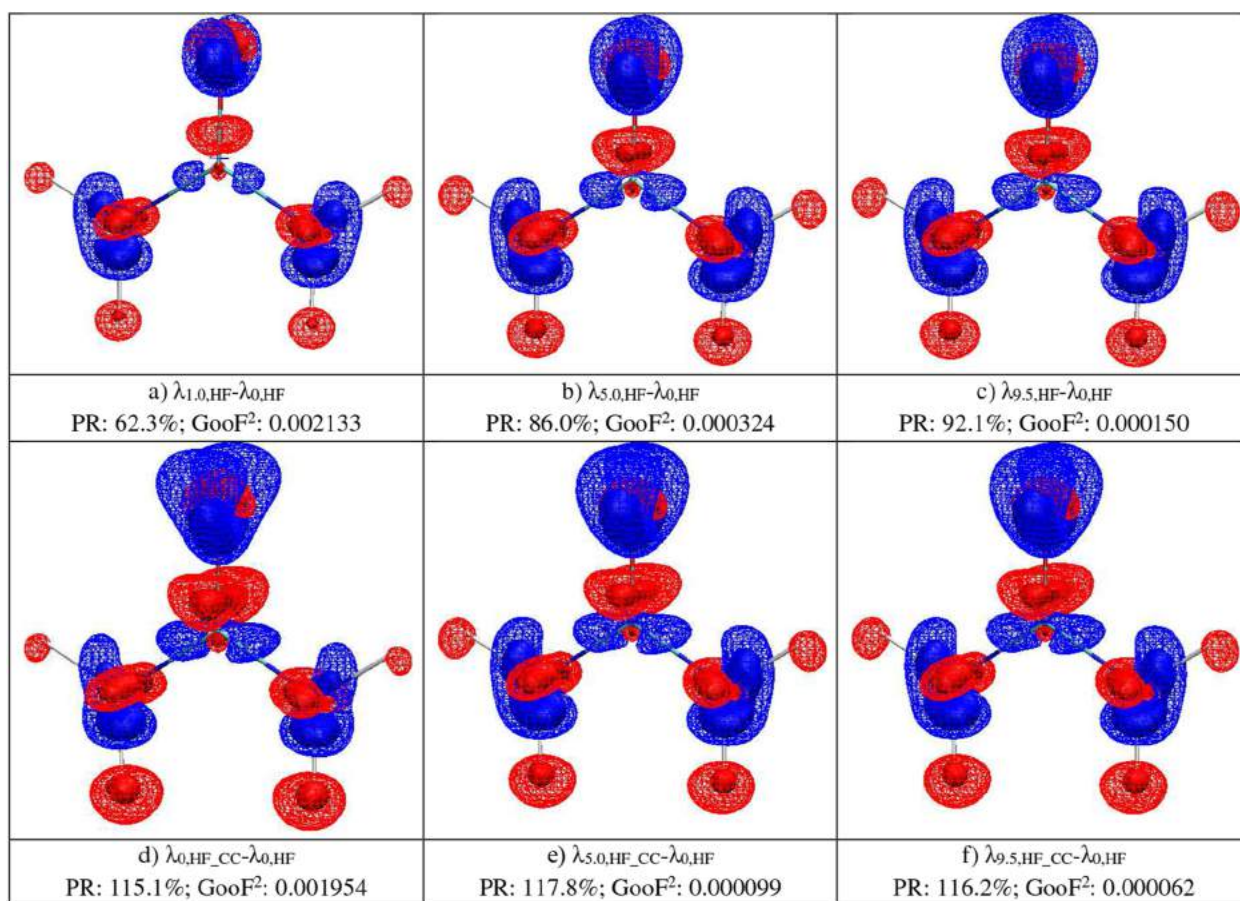 a) λ1.0,HF-λ0,HF
PR: 62.3%; GooF²: 0.002133
b) λ5.0,HF-λ0,HF
PR: 86.0%; GooF²: 0.000324
c) λ9.5,HF-λ0,HF
PR: 92.1%; GooF²: 0.000150
d) λ0,HF_CC-λ0,HF
PR: 115.1%; GooF²: 0.001954
e) λ5.0,HF_CC-λ0,HF
PR: 117.8%; GooF²: 0.000099
f) λ9.5,HF_CC-λ0,HF
PR: 116.2%; GooF²: 0.000062